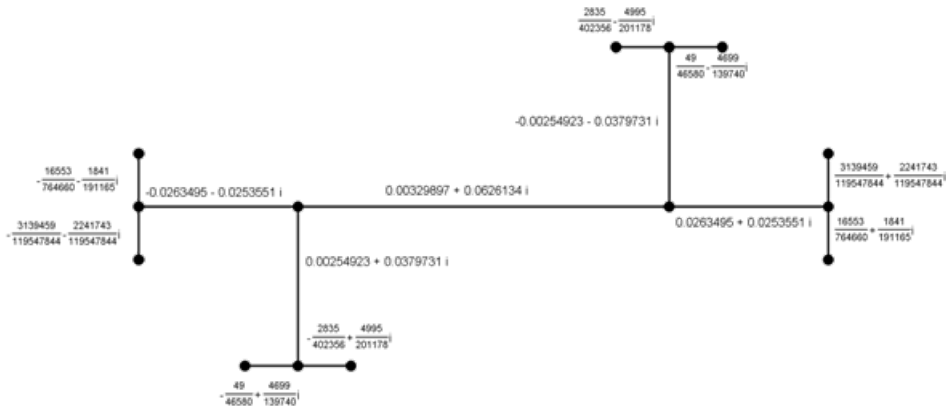 2835/402356 - 4995/201178 i
49/46580 - 4699/139740 i
-0.00254923 - 0.0379731 i
-16553/764660 - 1841/191165 i
-0.0263495 - 0.0253551 i
0.00329897 + 0.0626134 i
3139459/119547844 + 2241743/119547844 i
-3139459/119547844 - 2241743/119547844 i
0.0263495 + 0.0253551 i
16553/764660 + 1841/191165 i
0.00254923 + 0.0379731 i
-2835/402356 + 4995/201178 i
-49/46580 + 4699/139740 i